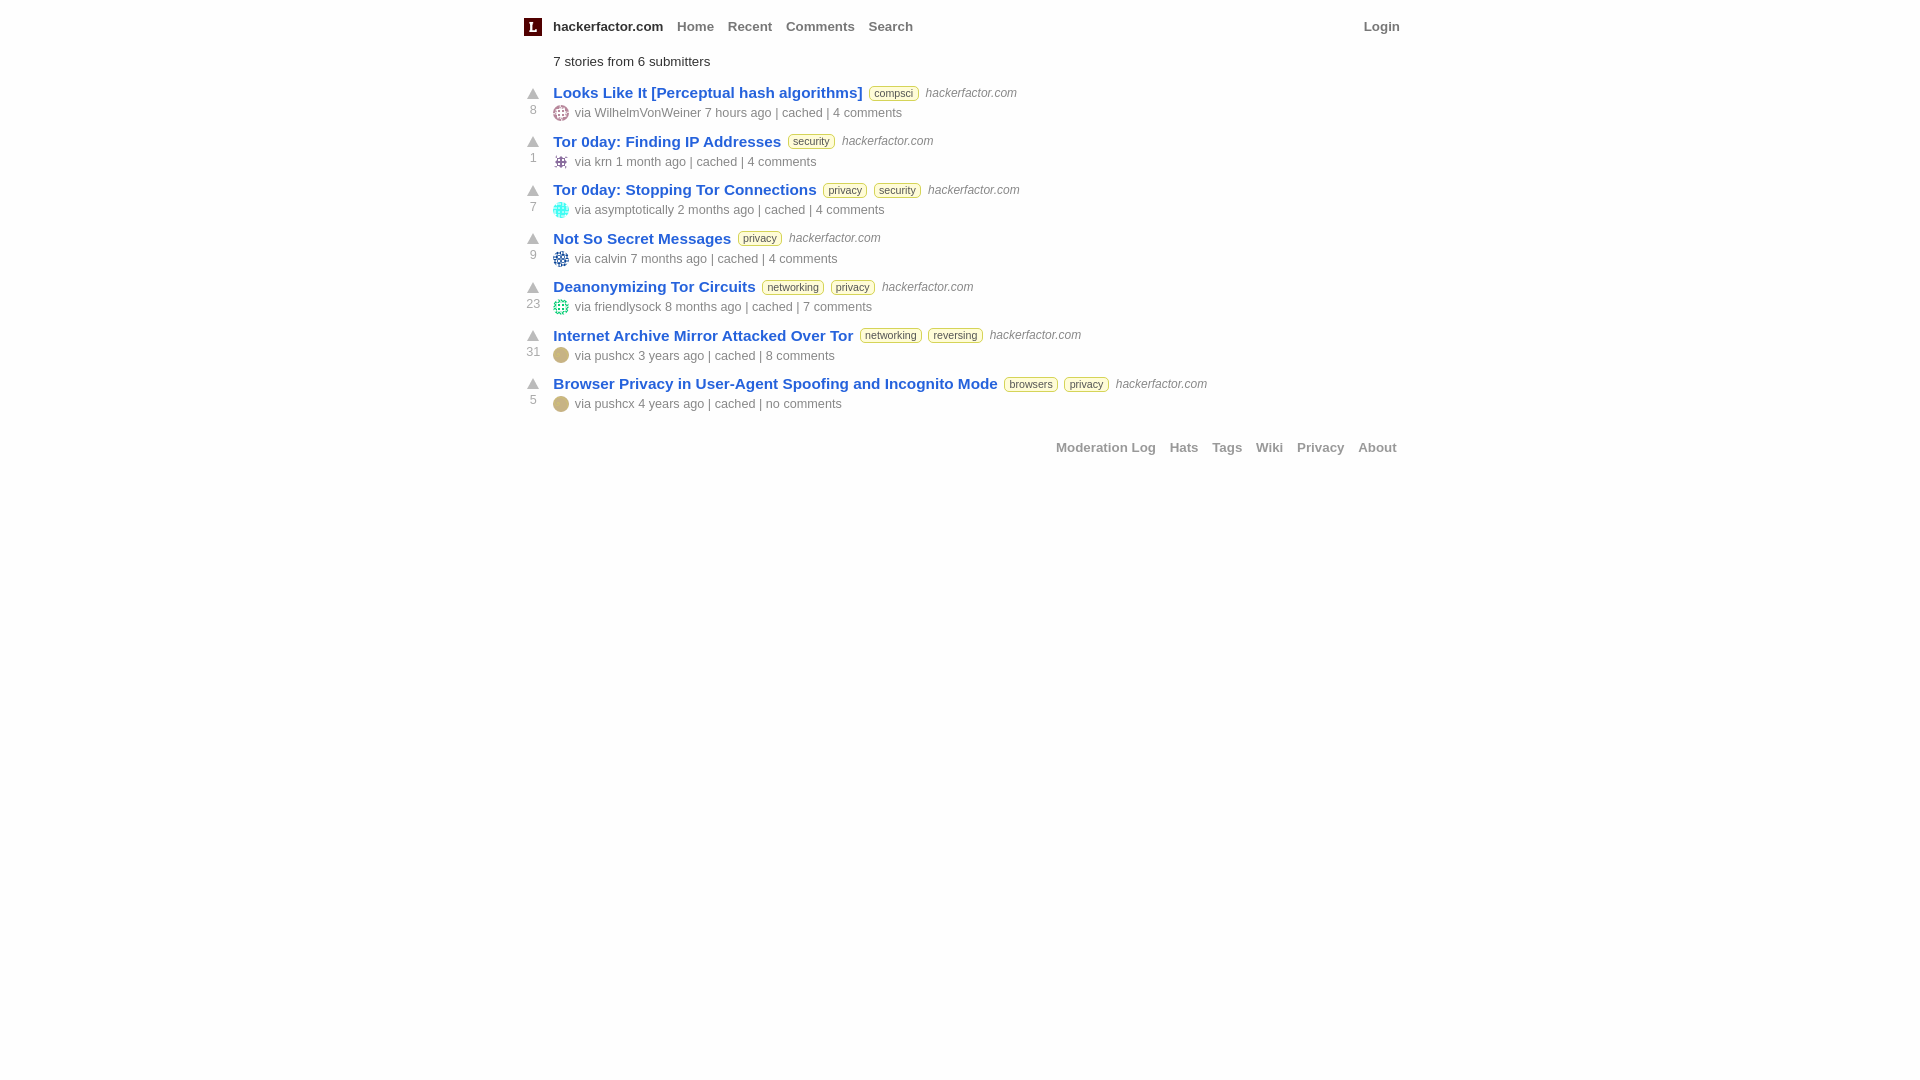 L hackerfactor.com Home Recent Comments Search Login
7 stories from 6 submitters
Looks Like It [Perceptual hash algorithms] compsci hackerfactor.com
8 via WilhelmVonWeiner 7 hours ago | cached | 4 comments
Tor 0day: Finding IP Addresses security hackerfactor.com
1 via krn 1 month ago | cached | 4 comments
Tor 0day: Stopping Tor Connections privacy security hackerfactor.com
7 via asymptotically 2 months ago | cached | 4 comments
Not So Secret Messages privacy hackerfactor.com
9 via calvin 7 months ago | cached | 4 comments
Deanonymizing Tor Circuits networking privacy hackerfactor.com
23 via friendlysock 8 months ago | cached | 7 comments
Internet Archive Mirror Attacked Over Tor networking reversing hackerfactor.com
31 via pushcx 3 years ago | cached | 8 comments
Browser Privacy in User-Agent Spoofing and Incognito Mode browsers privacy hackerfactor.com
5 via pushcx 4 years ago | cached | no comments
Moderation Log Hats Tags Wiki Privacy About